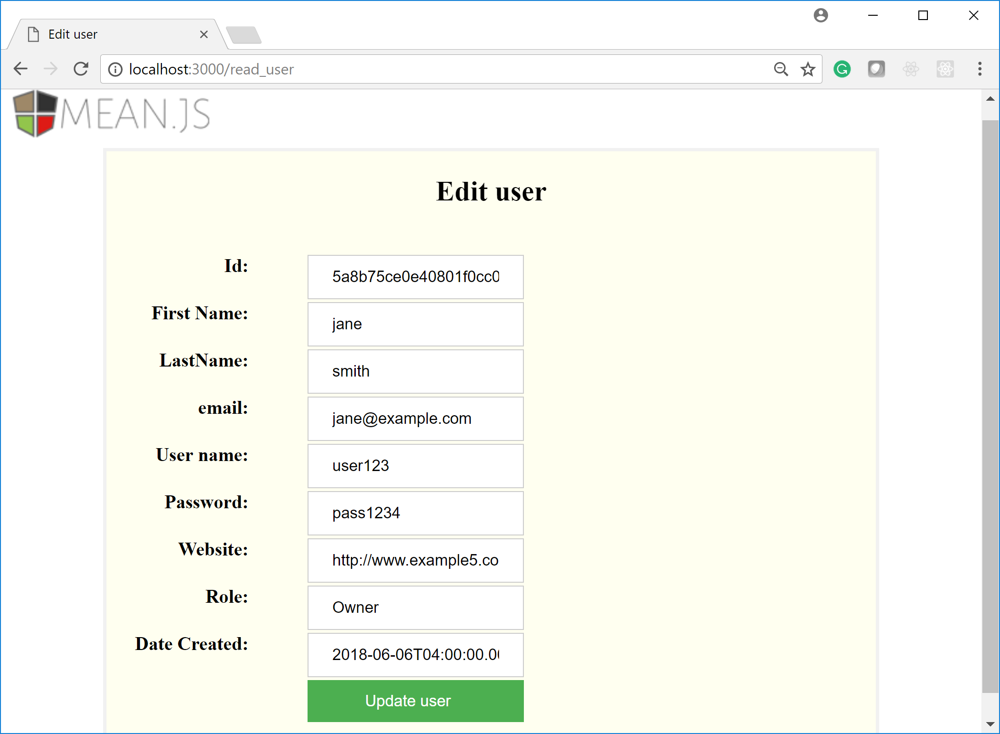 Edit user
localhost:3000/read_user
MEAN.JS
Edit user
Id: 5a8b75ce0e40801f0cc0
First Name: jane
LastName: smith
email: jane@example.com
User name: user123
Password: pass1234
Website: http://www.example5.co
Role: Owner
Date Created: 2018-06-06T04:00:00.00
Update user